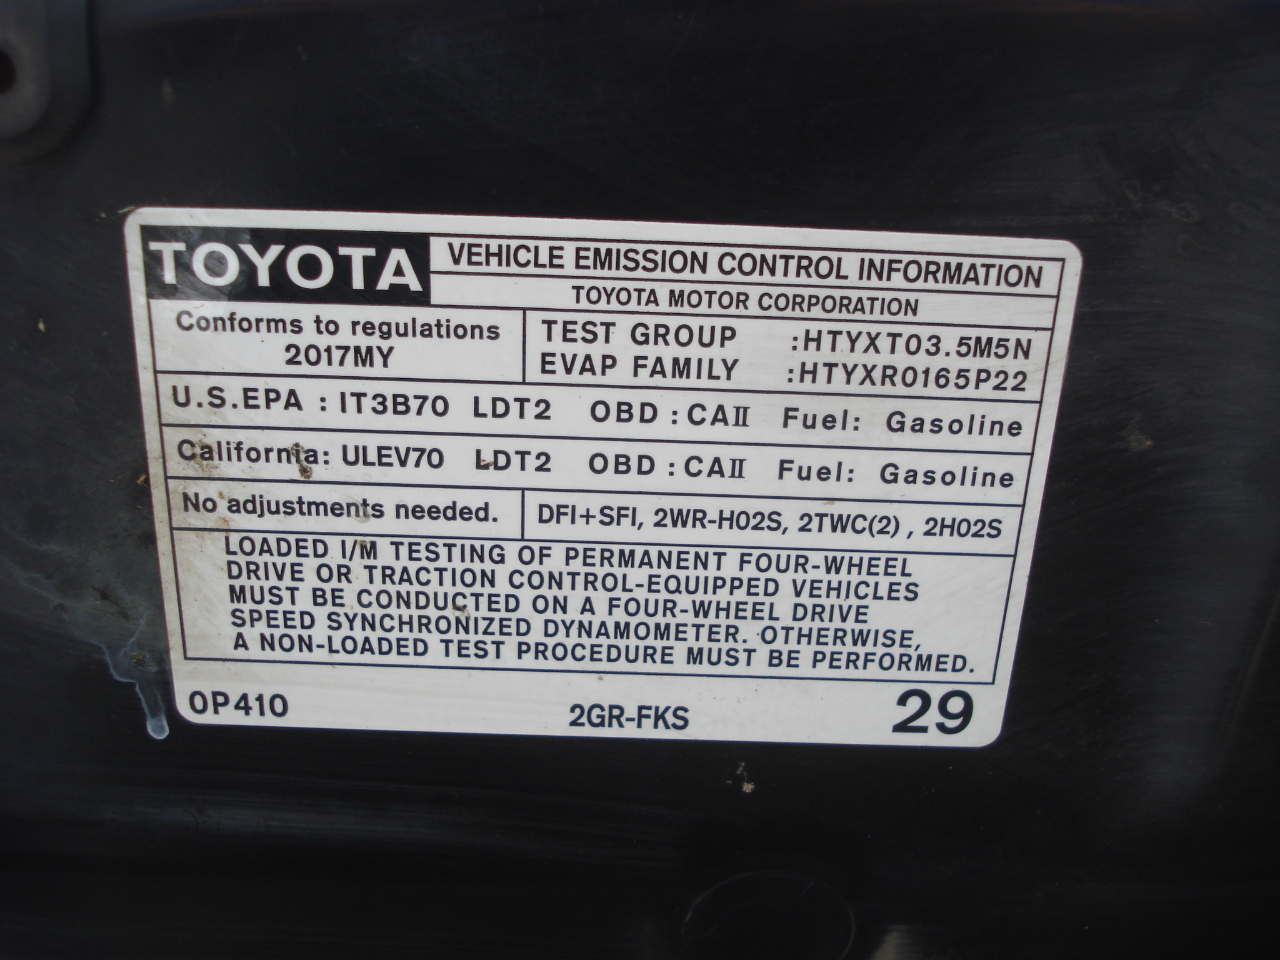 TOYOTA VEHICLE EMISSION CONTROL INFORMATION
TOYOTA MOTOR CORPORATION
Conforms to regulations
2017MY
TEST GROUP :HTYXT03.5M5N
EVAP FAMILY :HTYXR0165P22
U.S.EPA : IT3B70 LDT2 OBD : CAII Fuel: Gasoline
California: ULEV70 LDT2 OBD : CAII Fuel: Gasoline
No adjustments needed. DFI+SFI, 2WR-HO2S, 2TWC(2) , 2HO2S
LOADED I/M TESTING OF PERMANENT FOUR-WHEEL
DRIVE OR TRACTION CONTROL-EQUIPPED VEHICLES
MUST BE CONDUCTED ON A FOUR-WHEEL DRIVE
SPEED SYNCHRONIZED DYNAMOMETER. OTHERWISE,
A NON-LOADED TEST PROCEDURE MUST BE PERFORMED.
0P410 2GR-FKS 29